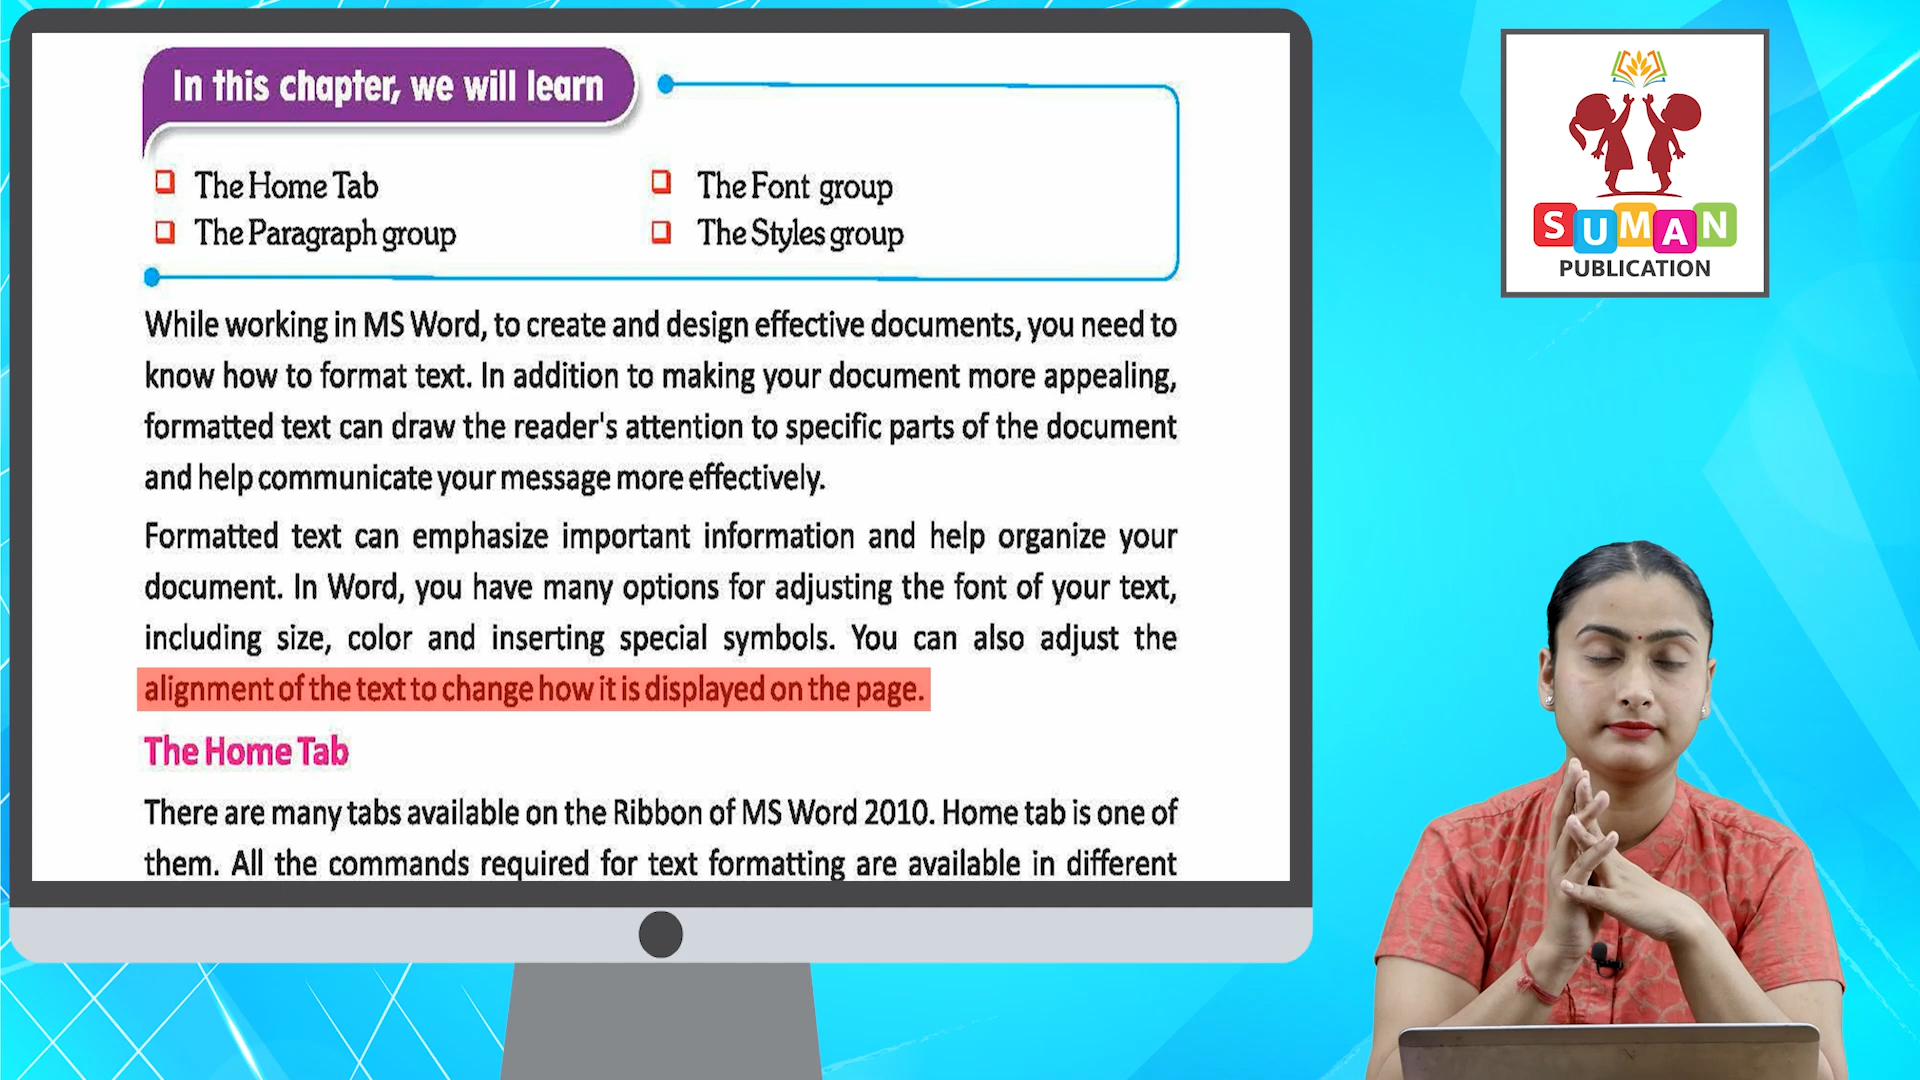 In this chapter, we will learn
The Home Tab
The Font group
The Paragraph group
The Styles group
While working in MS Word, to create and design effective documents, you need to
know how to format text. In addition to making your document more appealing,
formatted text can draw the reader's attention to specific parts of the document
and help communicate your message more effectively.
Formatted text can emphasize important information and help organize your
document. In Word, you have many options for adjusting the font of your text,
including size, color and inserting special symbols. You can also adjust the
alignment of the text to change how it is displayed on the page.
The Home Tab
There are many tabs available on the Ribbon of MS Word 2010. Home tab is one of
them. All the commands required for text formatting are available in different
SUMAN
PUBLICATION